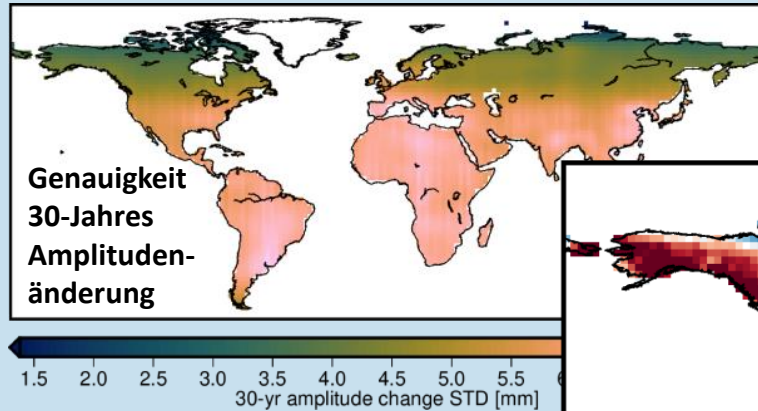 Genauigkeit
30-Jahres
Amplituden-
änderung
1.5 2.0 2.5 3.0 3.5 4.0 4.5 5.0 5.5
30-yr amplitude change STD [mm]